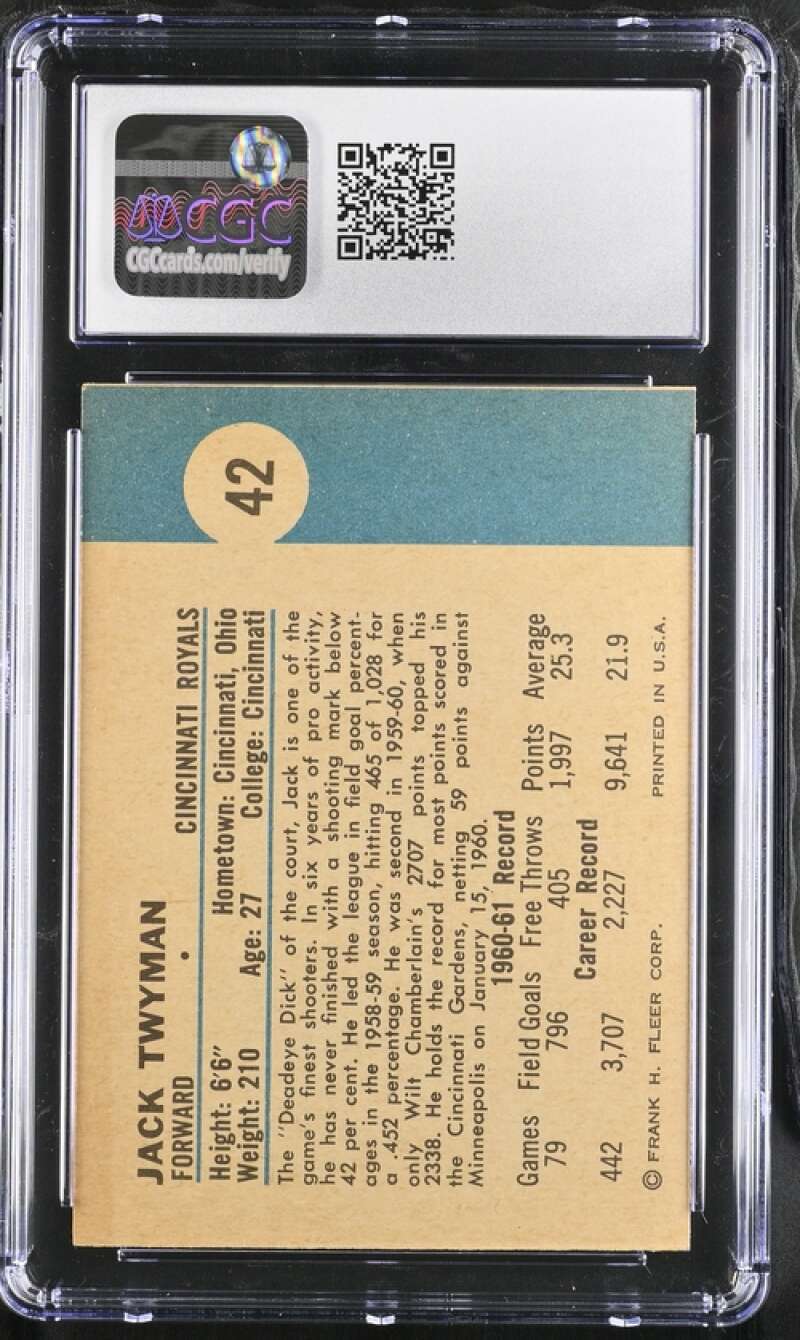 CGC
CGCcards.com/verify
42
JACK TWYMAN
FORWARD • CINCINNATI ROYALS
Height: 6'6" Hometown: Cincinnati, Ohio
Weight: 210 Age: 27 College: Cincinnati
The "Deadeye Dick" of the court, Jack is one of the
game's finest shooters. In six years of pro activity,
he has never finished with a shooting mark below
42 per cent. He led the league in field goal percent-
ages in the 1958-59 season, hitting 465 of 1,028 for
a .452 percentage. He was second in 1959-60, when
only Wilt Chamberlain's 2707 points topped his
2338. He holds the record for most points scored in
the Cincinnati Gardens, netting 59 points against
Minneapolis on January 15, 1960.
1960-61 Record
Games Field Goals Free Throws Points Average
79 796 405 1,997 25.3
Career Record
442 3,707 2,227 9,641 21.9
© FRANK H. FLEER CORP. PRINTED IN U.S.A.